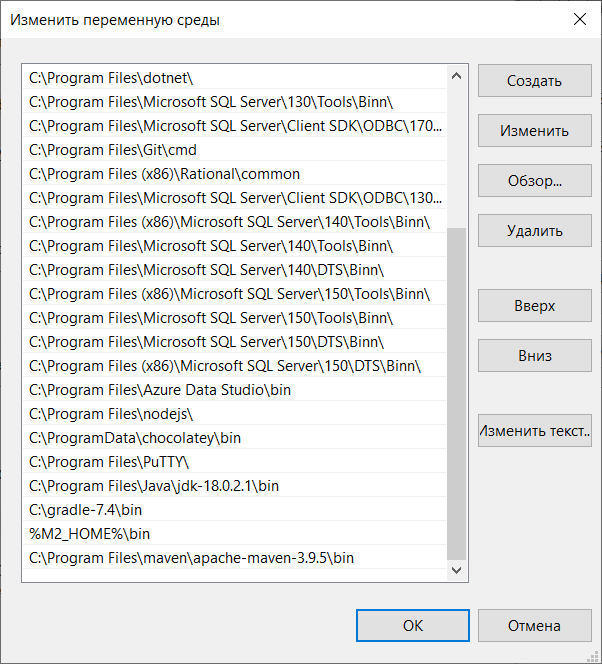 Изменить переменную среды
C:\Program Files\dotnet\
C:\Program Files\Microsoft SQL Server\130\Tools\Binn\
C:\Program Files\Microsoft SQL Server\Client SDK\ODBC\170...
C:\Program Files\Git\cmd
C:\Program Files (x86)\Rational\common
C:\Program Files\Microsoft SQL Server\Client SDK\ODBC\130...
C:\Program Files (x86)\Microsoft SQL Server\140\Tools\Binn\
C:\Program Files\Microsoft SQL Server\140\Tools\Binn\
C:\Program Files\Microsoft SQL Server\140\DTS\Binn\
C:\Program Files (x86)\Microsoft SQL Server\150\Tools\Binn\
C:\Program Files\Microsoft SQL Server\150\Tools\Binn\
C:\Program Files\Microsoft SQL Server\150\DTS\Binn\
C:\Program Files (x86)\Microsoft SQL Server\150\DTS\Binn\
C:\Program Files\Azure Data Studio\bin
C:\Program Files\nodejs\
C:\ProgramData\chocolatey\bin
C:\Program Files\PuTTY\
C:\Program Files\Java\jdk-18.0.2.1\bin
C:\gradle-7.4\bin
%M2_HOME%\bin
C:\Program Files\maven\apache-maven-3.9.5\bin
Создать
Изменить
Обзор...
Удалить
Вверх
Вниз
Изменить текст...
ОК
Отмена